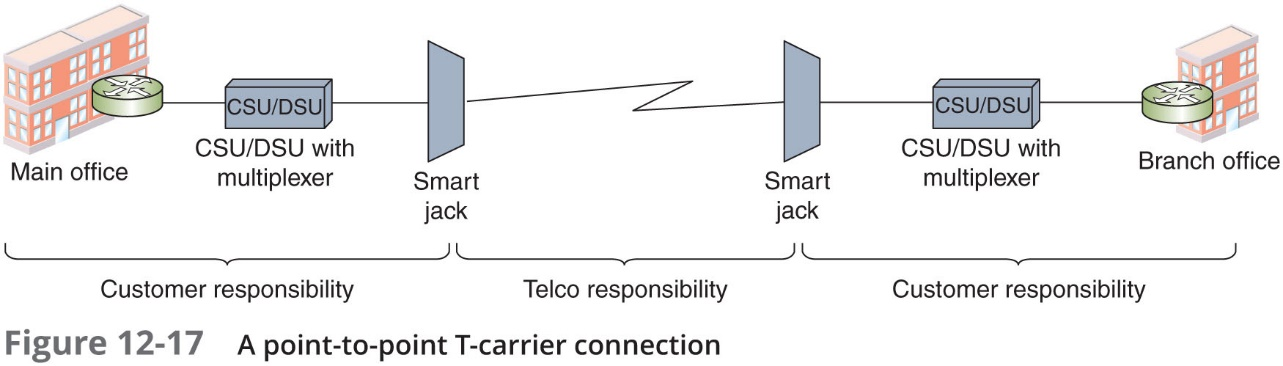 CSU/DSU
CSU/DSU
Main office
CSU/DSU with
multiplexer
Smart
jack
Smart
jack
CSU/DSU with
multiplexer
Branch office
Customer responsibility
Telco responsibility
Customer responsibility
Figure 12-17 A point-to-point T-carrier connection